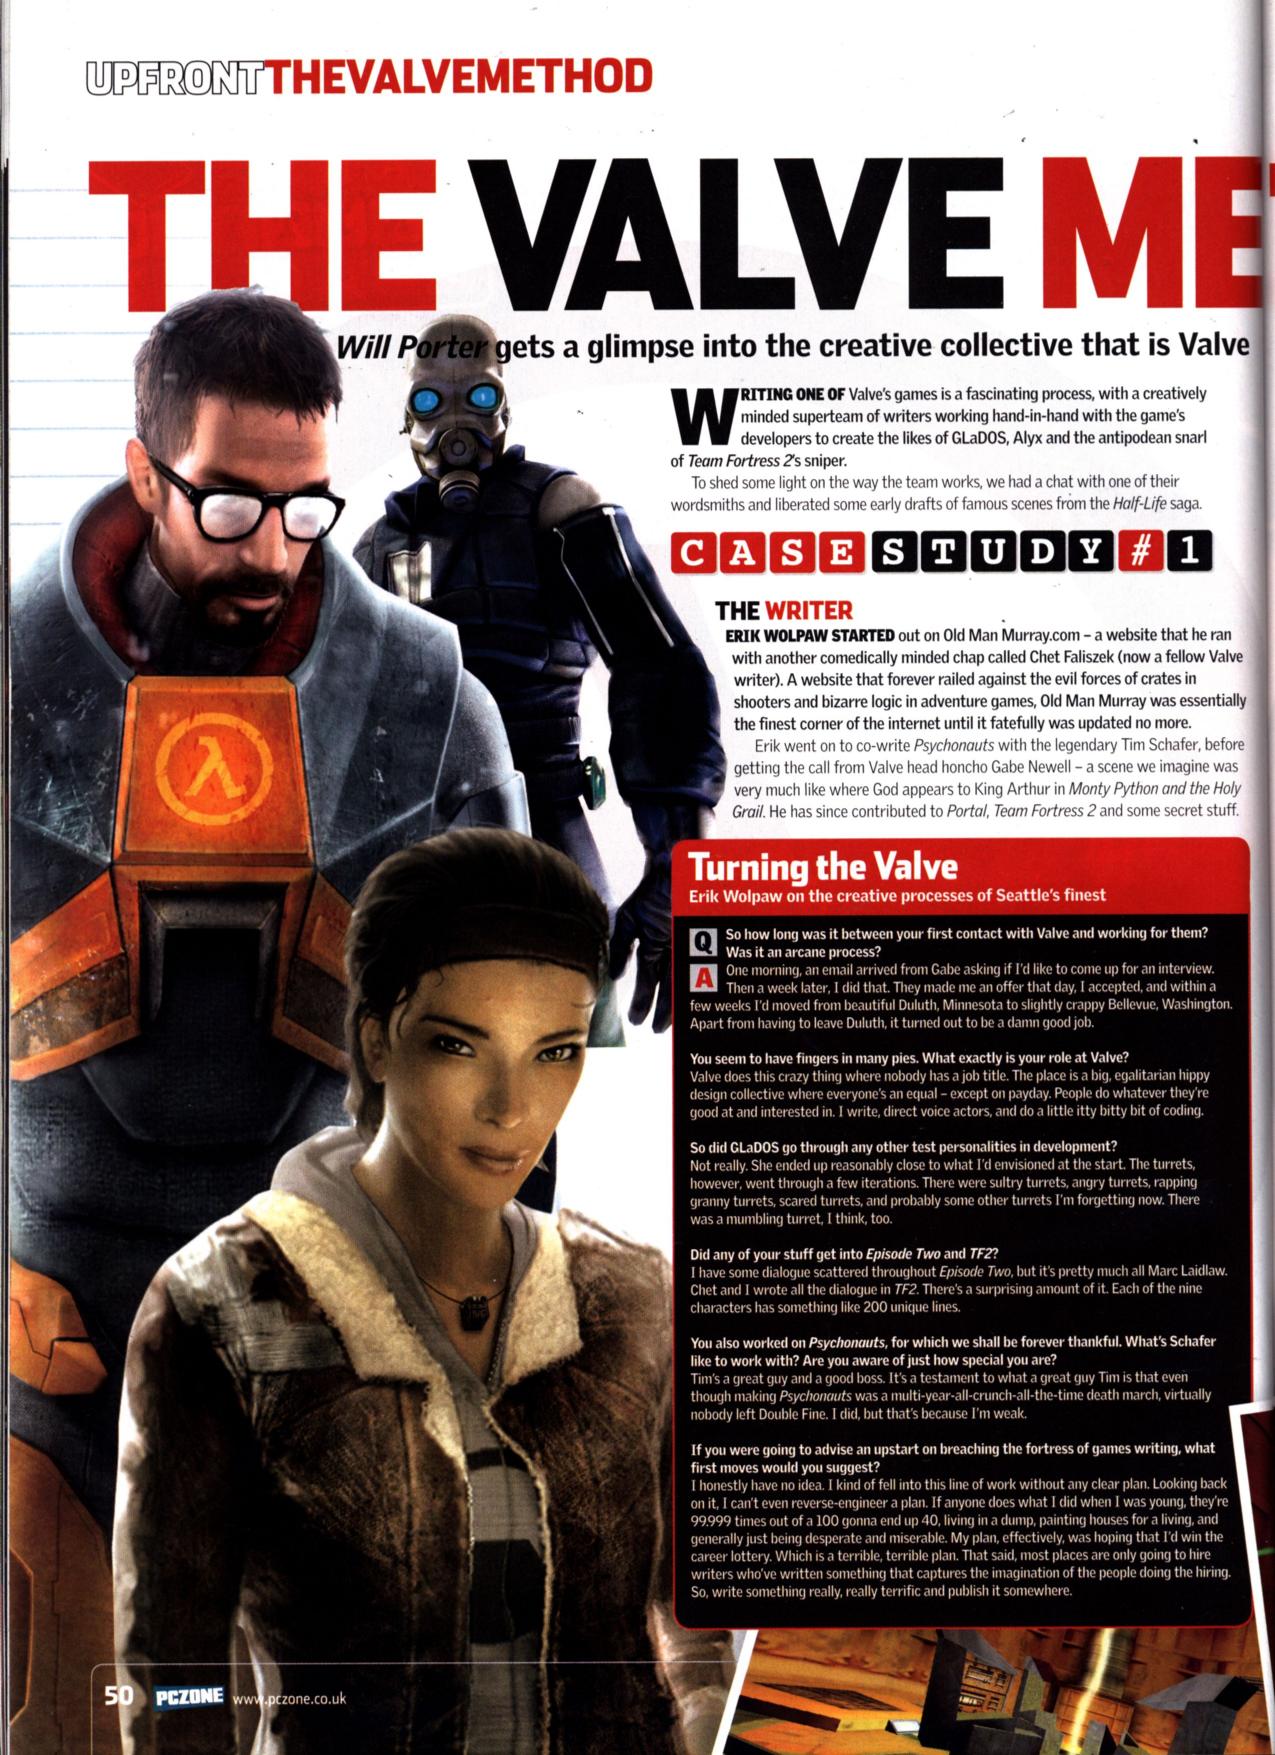 UPFRONTTHEVALVEMETHOD
THE VALVE ME
Will Porter gets a glimpse into the creative collective that is Valve
WRITING ONE OF Valve's games is a fascinating process, with a creatively
minded superteam of writers working hand-in-hand with the game's
developers to create the likes of GLaDOS, Alyx and the antipodean snarl
of Team Fortress 2's sniper.
To shed some light on the way the team works, we had a chat with one of their
wordsmiths and liberated some early drafts of famous scenes from the Half-Life saga.
CASE STUDY #1
THE WRITER
ERIK WOLPAW STARTED out on Old Man Murray.com – a website that he ran
with another comedically minded chap called Chet Faliszek (now a fellow Valve
writer). A website that forever railed against the evil forces of crates in
shooters and bizarre logic in adventure games, Old Man Murray was essentially
the finest corner of the internet until it fatefully was updated no more.
Erik went on to co-write Psychonauts with the legendary Tim Schafer, before
getting the call from Valve head honcho Gabe Newell – a scene we imagine was
very much like where God appears to King Arthur in Monty Python and the Holy
Grail. He has since contributed to Portal, Team Fortress 2 and some secret stuff.
Turning the Valve
Erik Wolpaw on the creative processes of Seattle's finest
Q So how long was it between your first contact with Valve and working for them?
Was it an arcane process?
A One morning, an email arrived from Gabe asking if I'd like to come up for an interview.
Then a week later, I did that. They made me an offer that day, I accepted, and within a
few weeks I'd moved from beautiful Duluth, Minnesota to slightly crappy Bellevue, Washington.
Apart from having to leave Duluth, it turned out to be a damn good job.
You seem to have fingers in many pies. What exactly is your role at Valve?
Valve does this crazy thing where nobody has a job title. The place is a big, egalitarian hippy
design collective where everyone's an equal – except on payday. People do whatever they're
good at and interested in. I write, direct voice actors, and do a little itty bitty bit of coding.
So did GLaDOS go through any other test personalities in development?
Not really. She ended up reasonably close to what I'd envisioned at the start. The turrets,
however, went through a few iterations. There were sultry turrets, angry turrets, rapping
granny turrets, scared turrets, and probably some other turrets I'm forgetting now. There
was a mumbling turret, I think, too.
Did any of your stuff get into Episode Two and TF2?
I have some dialogue scattered throughout Episode Two, but it's pretty much all Marc Laidlaw.
Chet and I wrote all the dialogue in TF2. There's a surprising amount of it. Each of the nine
characters has something like 200 unique lines.
You also worked on Psychonauts, for which we shall be forever thankful. What's Schafer
like to work with? Are you aware of just how special you are?
Tim's a great guy and a good boss. It's a testament to what a great guy Tim is that even
though making Psychonauts was a multi-year-all-crunch-all-the-time death march, virtually
nobody left Double Fine. I did, but that's because I'm weak.
If you were going to advise an upstart on breaching the fortress of games writing, what
first moves would you suggest?
I honestly have no idea. I kind of fell into this line of work without any clear plan. Looking back
on it, I can't even reverse-engineer a plan. If anyone does what I did when I was young, they're
99.999 times out of a 100 gonna end up 40, living in a dump, painting houses for a living, and
generally just being desperate and miserable. My plan, effectively, was hoping that I'd win the
career lottery. Which is a terrible, terrible plan. That said, most places are only going to hire
writers who've written something that captures the imagination of the people doing the hiring.
So, write something really, really terrific and publish it somewhere.
50 PCZONE www.pczone.co.uk